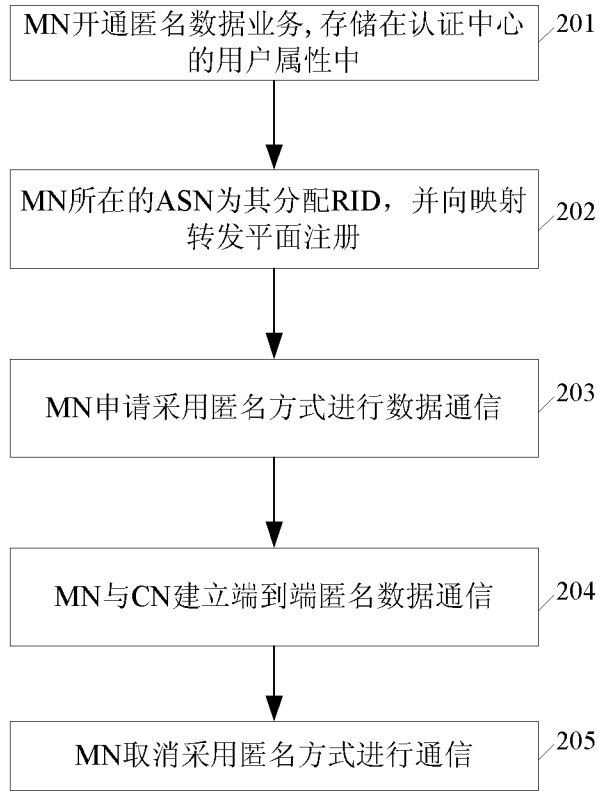 MN开通匿名数据业务,存储在认证中心
的用户属性中
201
MN所在的ASN为其分配RID，并向映射
转发平面注册
202
MN申请采用匿名方式进行数据通信
203
MN与CN建立端到端匿名数据通信
204
MN取消采用匿名方式进行通信
205